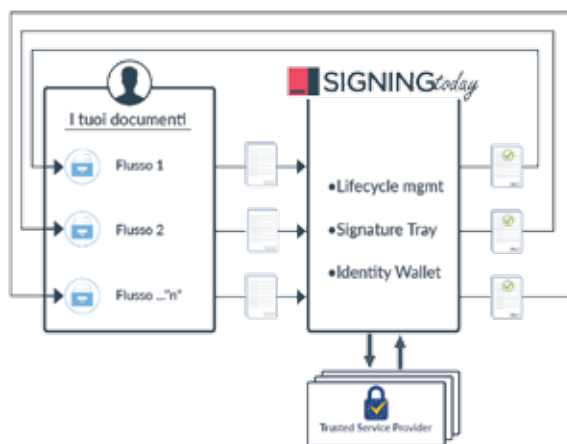 SIGNINGtoday
I tuoi documenti
Flusso 1
Flusso 2
Flusso ..."n"
•Lifecycle mgmt
•Signature Tray
•Identity Wallet
Trusted Service Provider